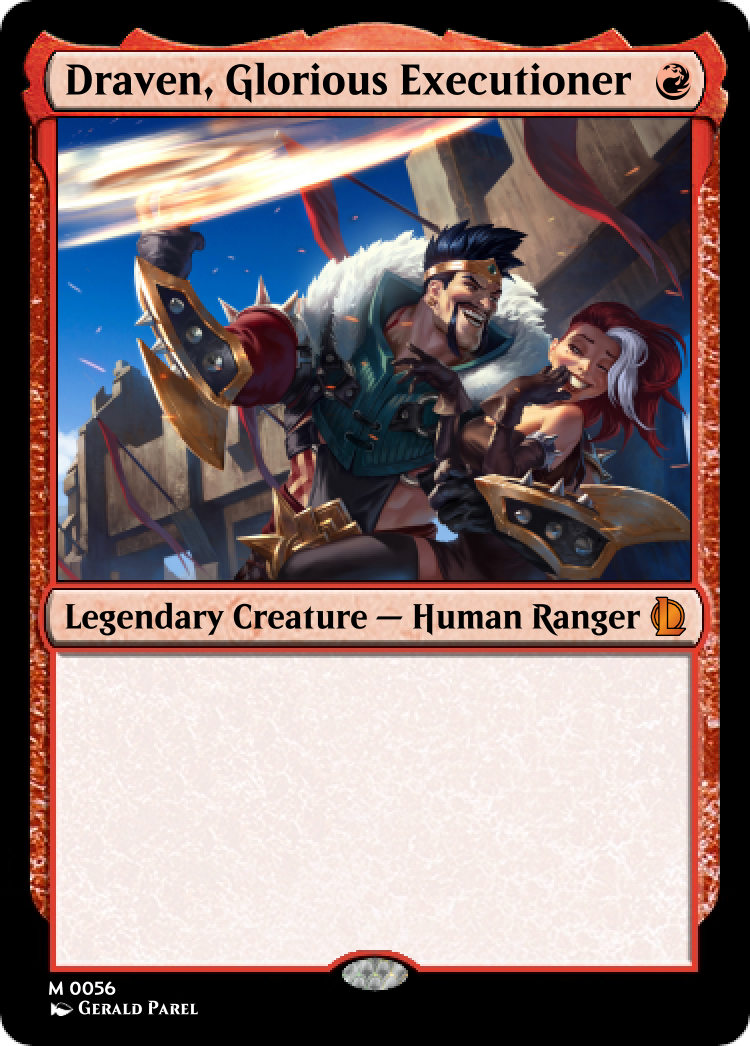 Draven, Glorious Executioner
Legendary Creature — Human Ranger
M 0056
Gerald Parel